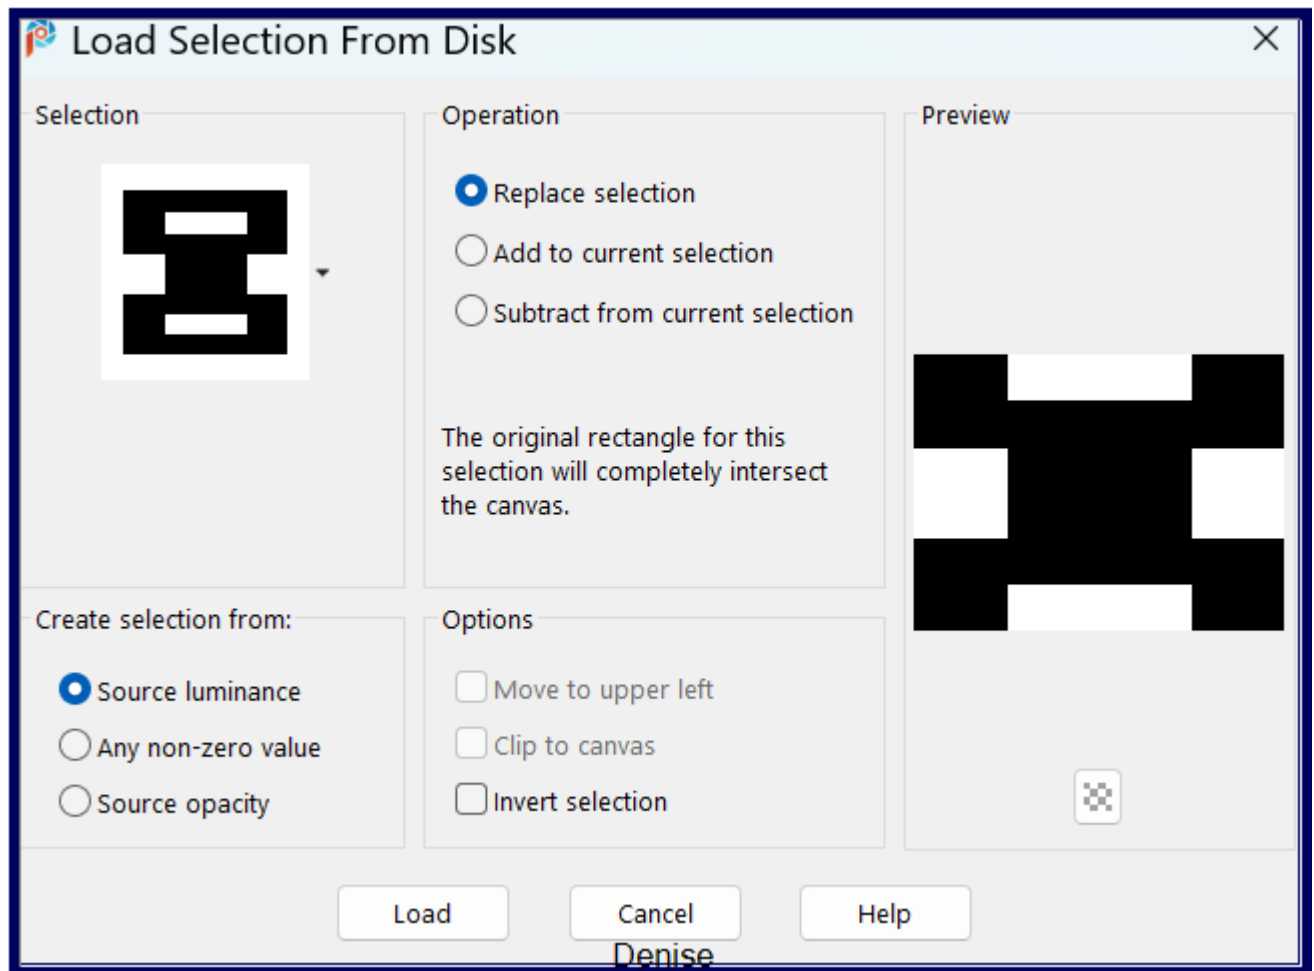 Load Selection From Disk
Selection
Operation
Replace selection
Add to current selection
Subtract from current selection
The original rectangle for this
selection will completely intersect
the canvas.
Preview
Create selection from:
Source luminance
Any non-zero value
Source opacity
Options
Move to upper left
Clip to canvas
Invert selection
Load
Cancel
Help
Denise